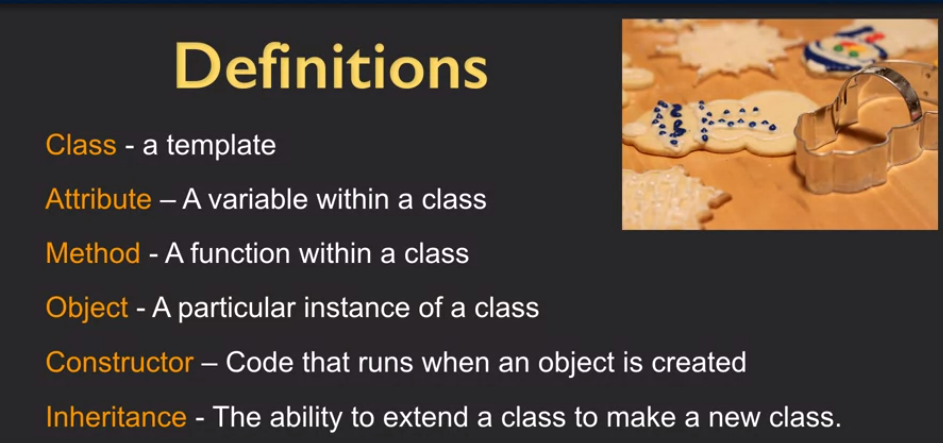 Definitions
Class - a template
Attribute – A variable within a class
Method - A function within a class
Object - A particular instance of a class
Constructor – Code that runs when an object is created
Inheritance - The ability to extend a class to make a new class.